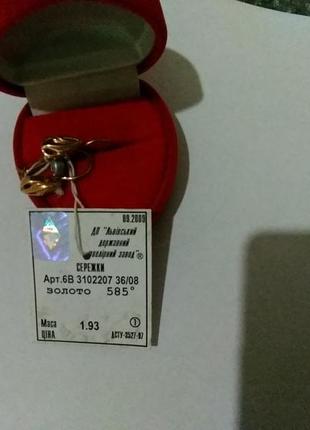 09.2009
ДП "Львівський
державний
ювелірний завод"®
СЕРЕЖКИ
Арт.6В 3102207 36/08
золото 585°
Маса 1.93
ЦІНА ДСТУ-3527-97